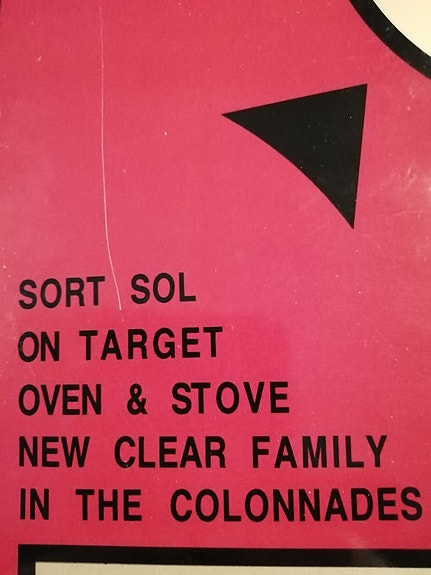 SORT SOL
ON TARGET
OVEN & STOVE
NEW CLEAR FAMILY
IN THE COLONNADES